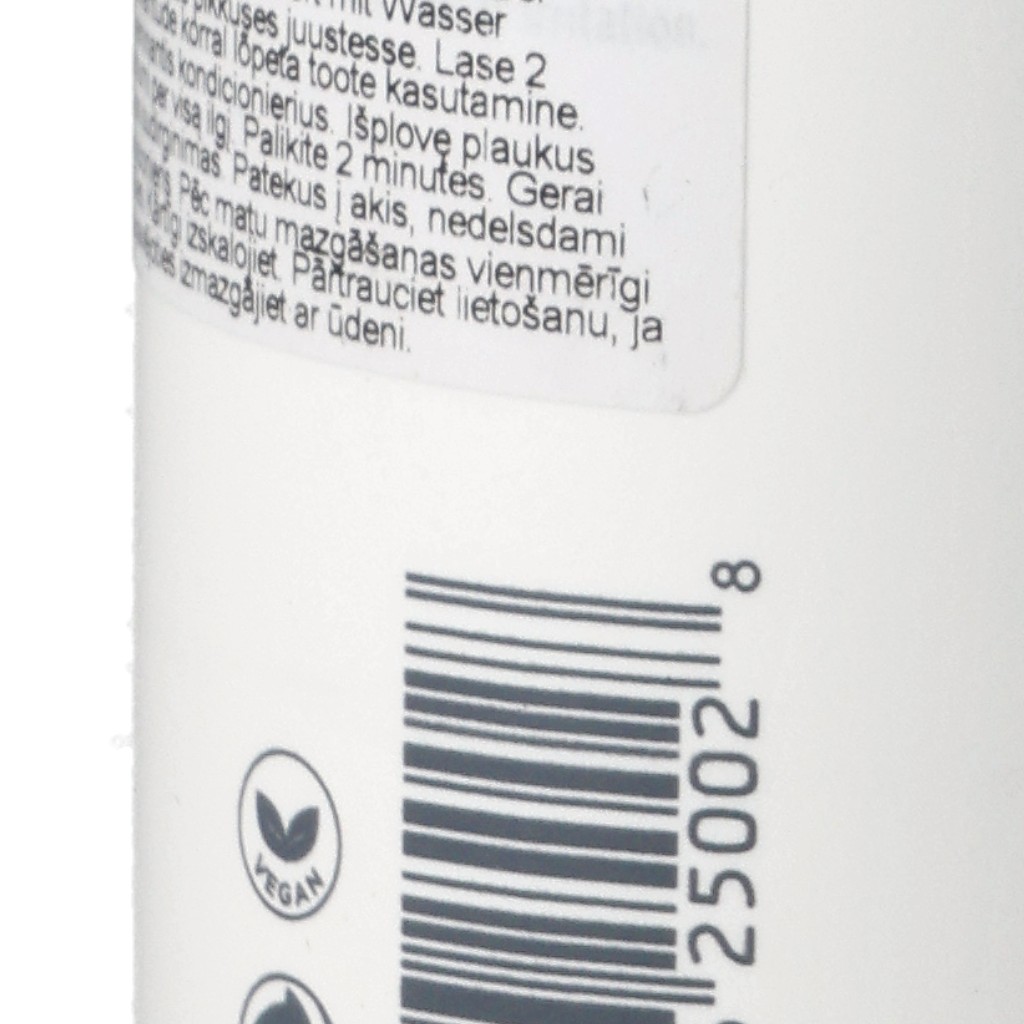 mit Wasser
pikkuses juustesse. Lase 2
korral lõpeta toote kasutamine.
kondicionierius. Išplovę plaukus
per visą ilgį. Palikite 2 minutes. Gerai
Patekus į akis, nedelsdami
Pēc matu mazgāšanas vienmērīgi
izskalojiet. Pārtrauciet lietošanu, ja
izmazgājiet ar ūdeni.
8
25002
VEGAN